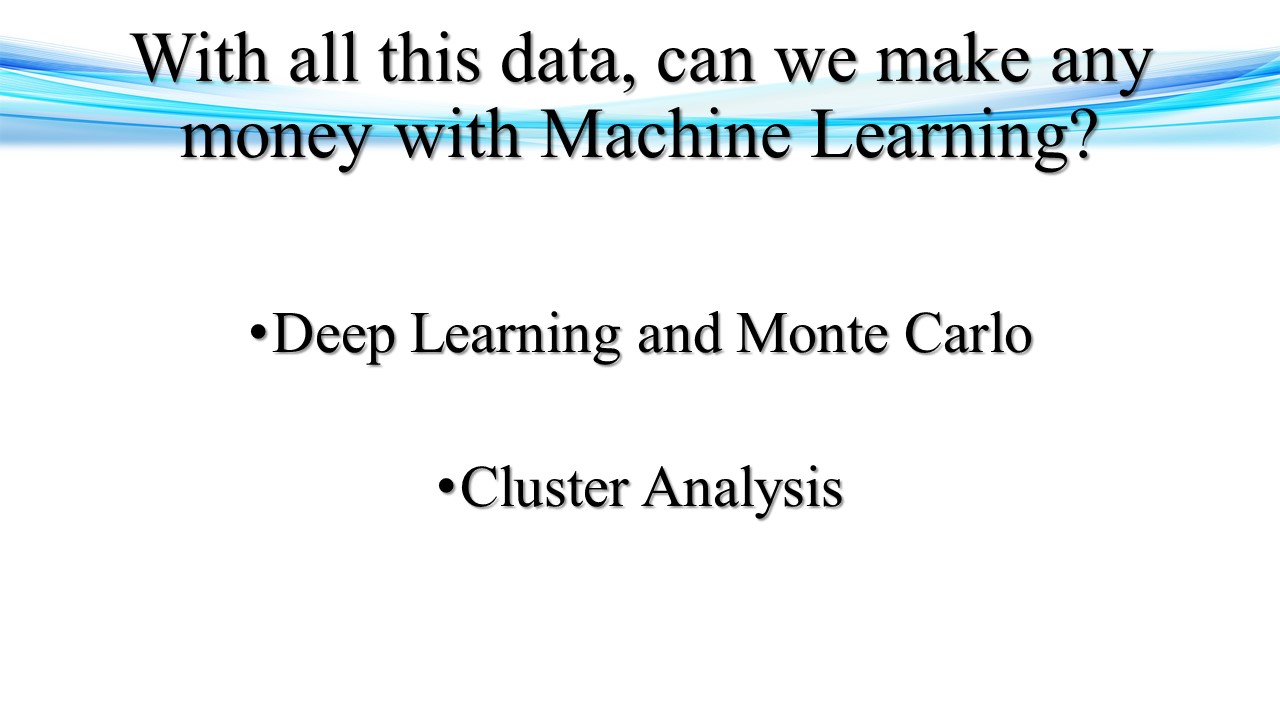 With all this data, can we make any
money with Machine Learning?
•Deep Learning and Monte Carlo
•Cluster Analysis